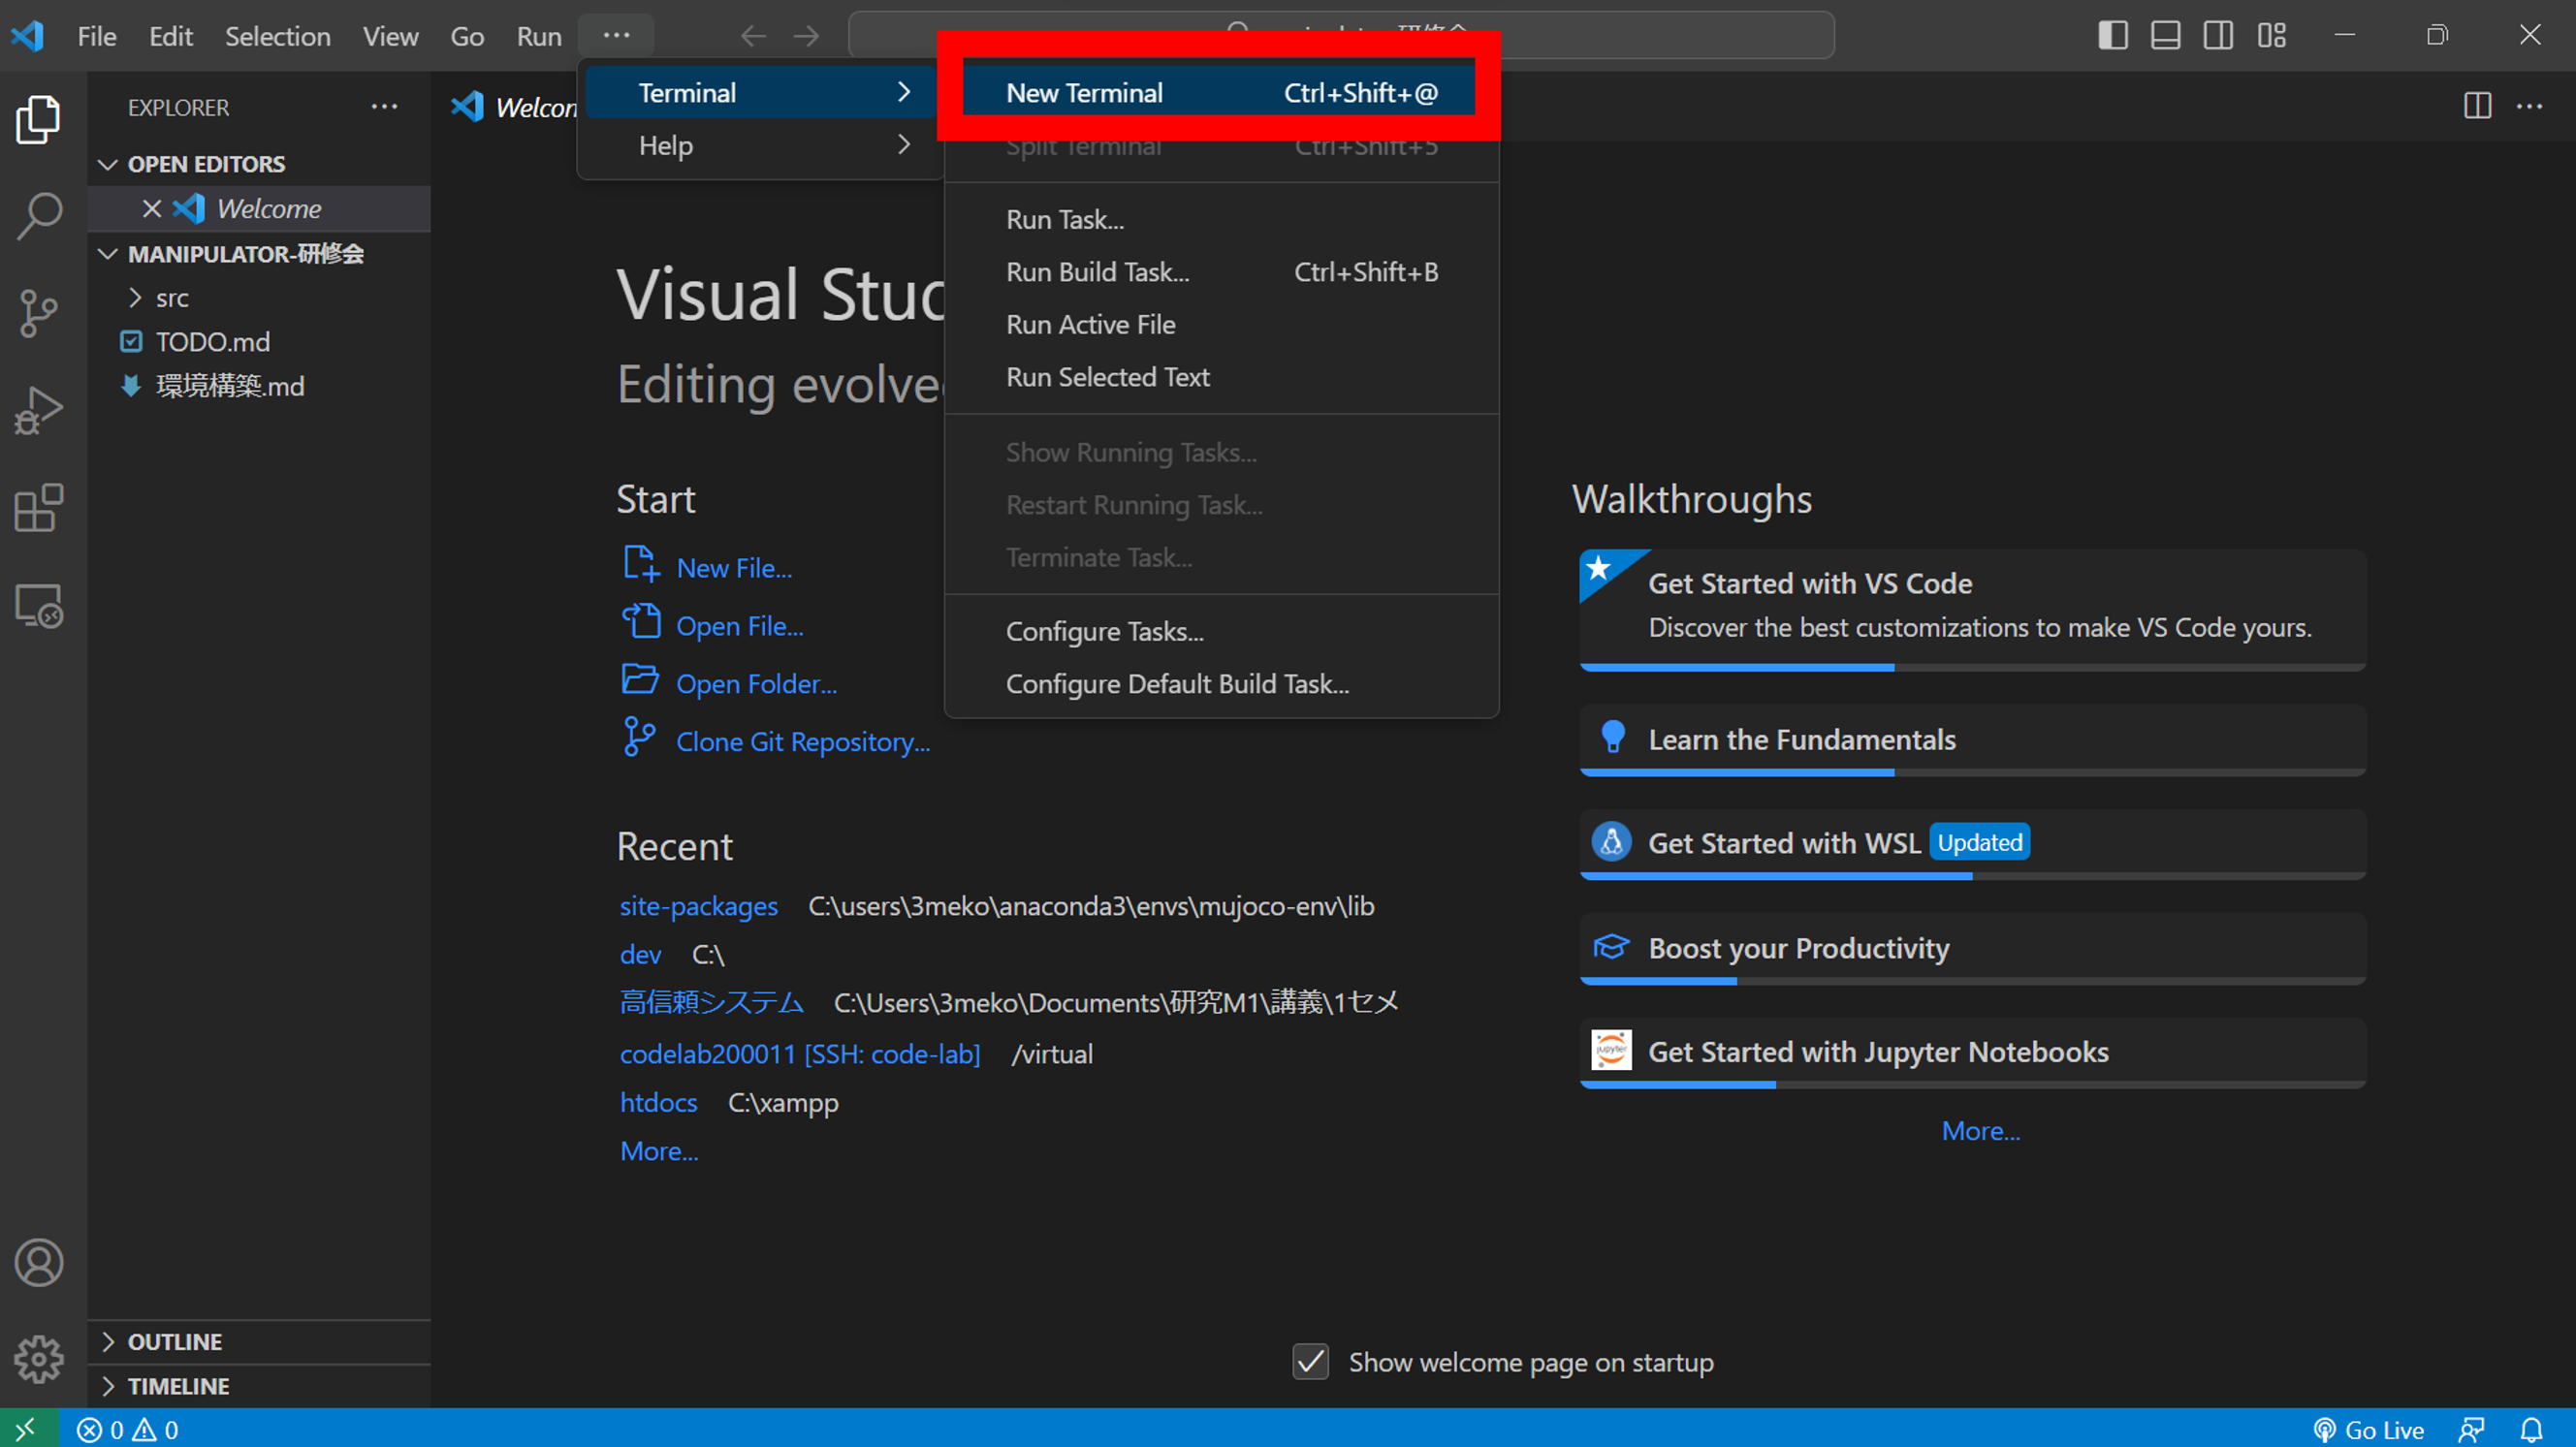 File Edit Selection View Go Run ...
Terminal
Help
New Terminal Ctrl+Shift+@
Split Terminal Ctrl+Shift+5
Run Task...
Run Build Task... Ctrl+Shift+B
Run Active File
Run Selected Text
Show Running Tasks...
Restart Running Task...
Terminate Task...
Configure Tasks...
Configure Default Build Task...
EXPLORER
OPEN EDITORS
Welcome
MANIPULATOR-研修会
src
TODO.md
環境構築.md
OUTLINE
TIMELINE
Welcom
Visual Stud
Editing evolve
Start
New File...
Open File...
Open Folder...
Clone Git Repository...
Recent
site-packages C:\users\3meko\anaconda3\envs\mujoco-env\lib
dev C:\
高信頼システム C:\Users\3meko\Documents\研究M1\講義\1セメ
codelab200011 [SSH: code-lab] /virtual
htdocs C:\xampp
More...
Walkthroughs
Get Started with VS Code
Discover the best customizations to make VS Code yours.
Learn the Fundamentals
Get Started with WSL Updated
Boost your Productivity
jupyter
Get Started with Jupyter Notebooks
More...
Show welcome page on startup
0 0
Go Live